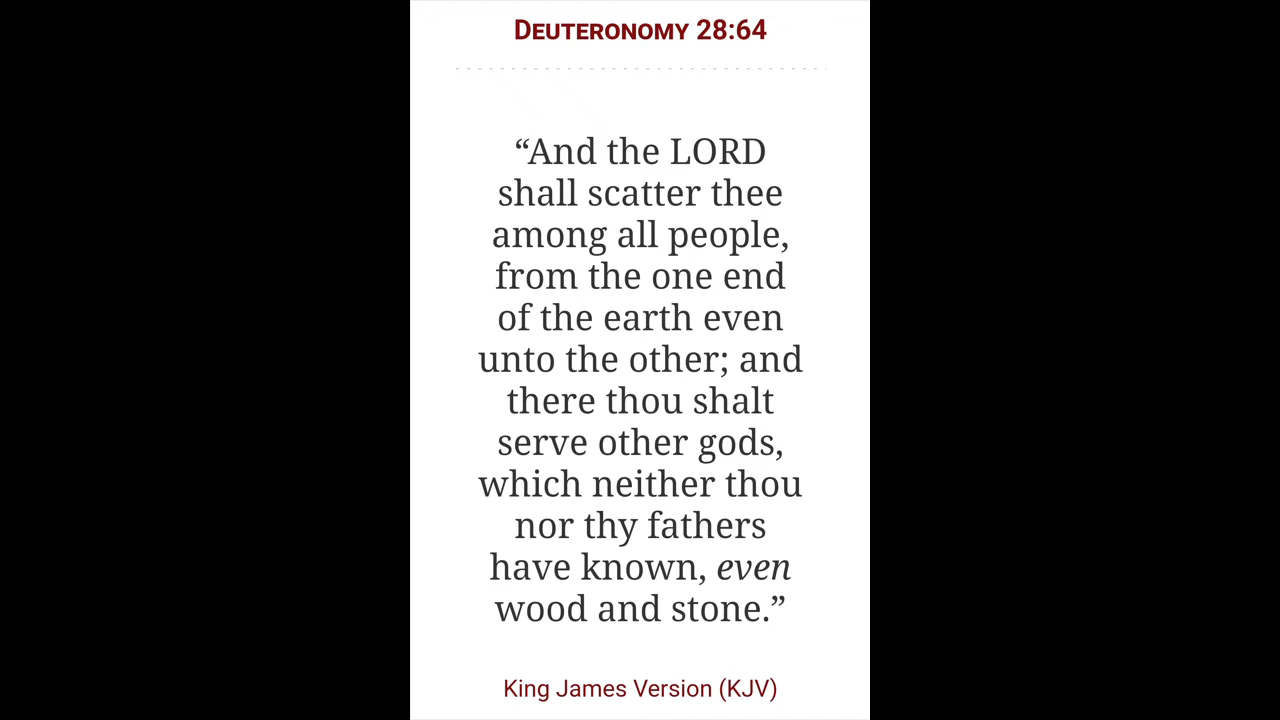 DEUTERONOMY 28:64
“And the LORD
shall scatter thee
among all people,
from the one end
of the earth even
unto the other; and
there thou shalt
serve other gods,
which neither thou
nor thy fathers
have known, even
wood and stone.”
King James Version (KJV)